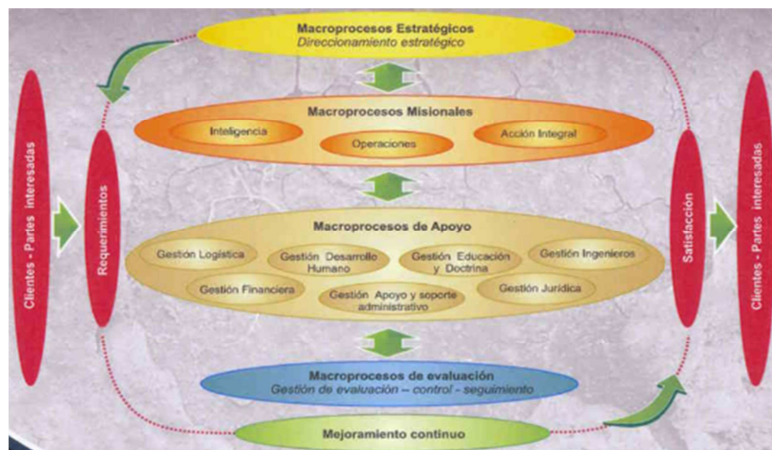 Macroprocesos Estratégicos
Direccionamiento estratégico
Clientes - Partes interesadas
Requerimientos
Macroprocesos Misionales
Inteligencia
Operaciones
Acción Integral
Macroprocesos de Apoyo
Gestión Logística
Gestión Desarrollo
Humano
Gestión Educación
y Doctrina
Gestión Ingenieros
Gestión Financiera
Gestión Apoyo y soporte
administrativo
Gestión Jurídica
Macroprocesos de evaluación
Gestión de evaluación – control - seguimiento
Mejoramiento continuo
Satisfacción
Clientes - Partes interesadas